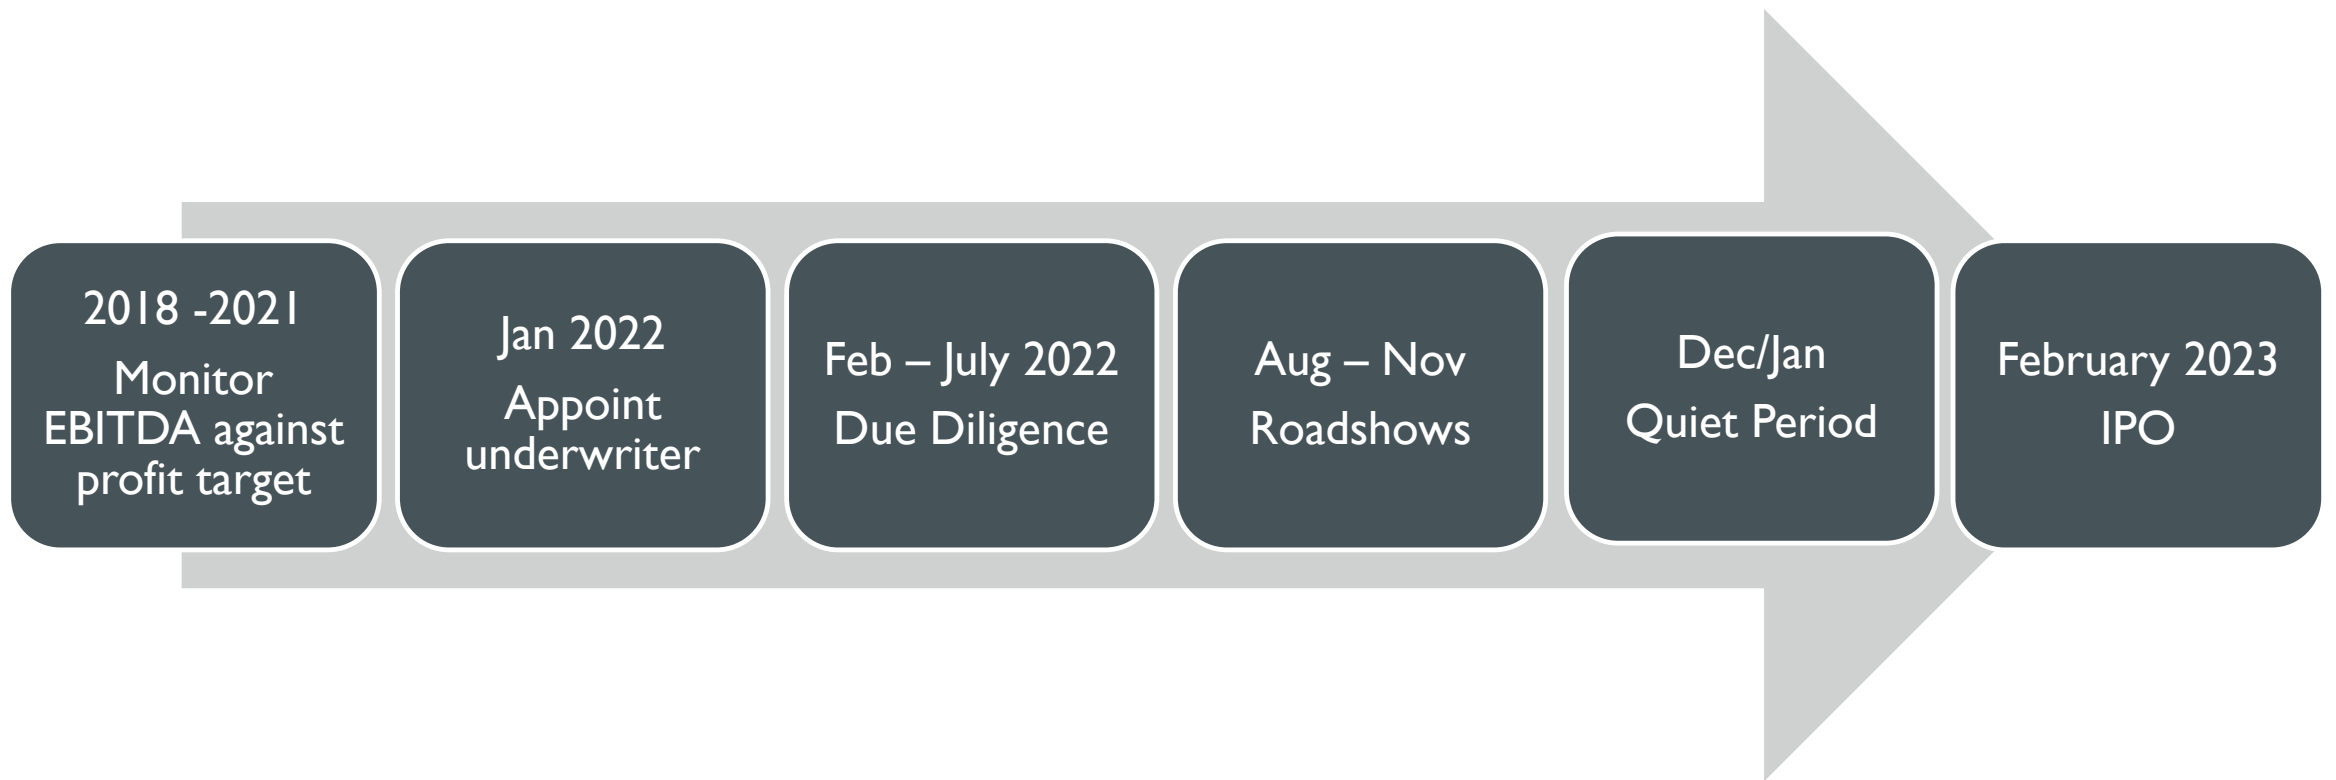 2018 -2021
Monitor
EBITDA against
profit target
Jan 2022
Appoint
underwriter
Feb – July 2022
Due Diligence
Aug – Nov
Roadshows
Dec/Jan
Quiet Period
February 2023
IPO